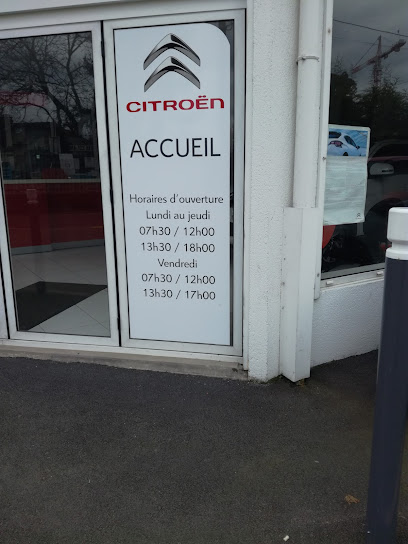 CITROËN
ACCUEIL
Horaires d'ouverture
Lundi au jeudi
07h30 / 12h00
13h30 / 18h00
Vendredi
07h30 / 12h00
13h30 / 17h00